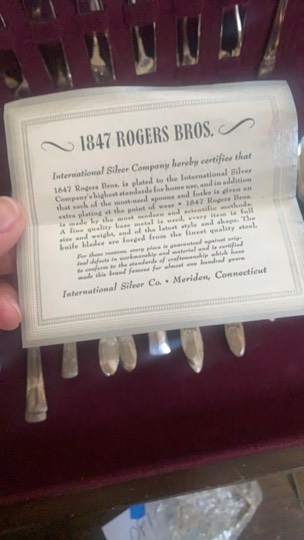 1847 ROGERS BROS.
International Silver Company hereby certifies that
1847 Rogers Bros. is plated to the International Silver
Company's highest standards for home use, and in addition
that each of the most-used spoons and forks is given an
extra plating at the point of wear • 1847 Rogers Bros.
is made by the most modern and scientific methods.
A fine quality base metal is used, every item is full
size and weight, and of the latest style and shape. The
knife blades are forged from the finest quality steel.
For these reasons, every piece is guaranteed against orig-
inal defects in workmanship and material and is certified
to conform to the standards of craftsmanship which have
made this brand famous for almost one hundred years.
International Silver Co. • Meriden, Connecticut